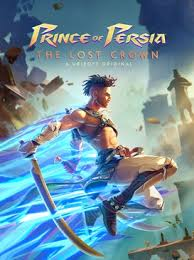 PRINCE OF PERSIA
THE LOST CROWN
A UBISOFT ORIGINAL